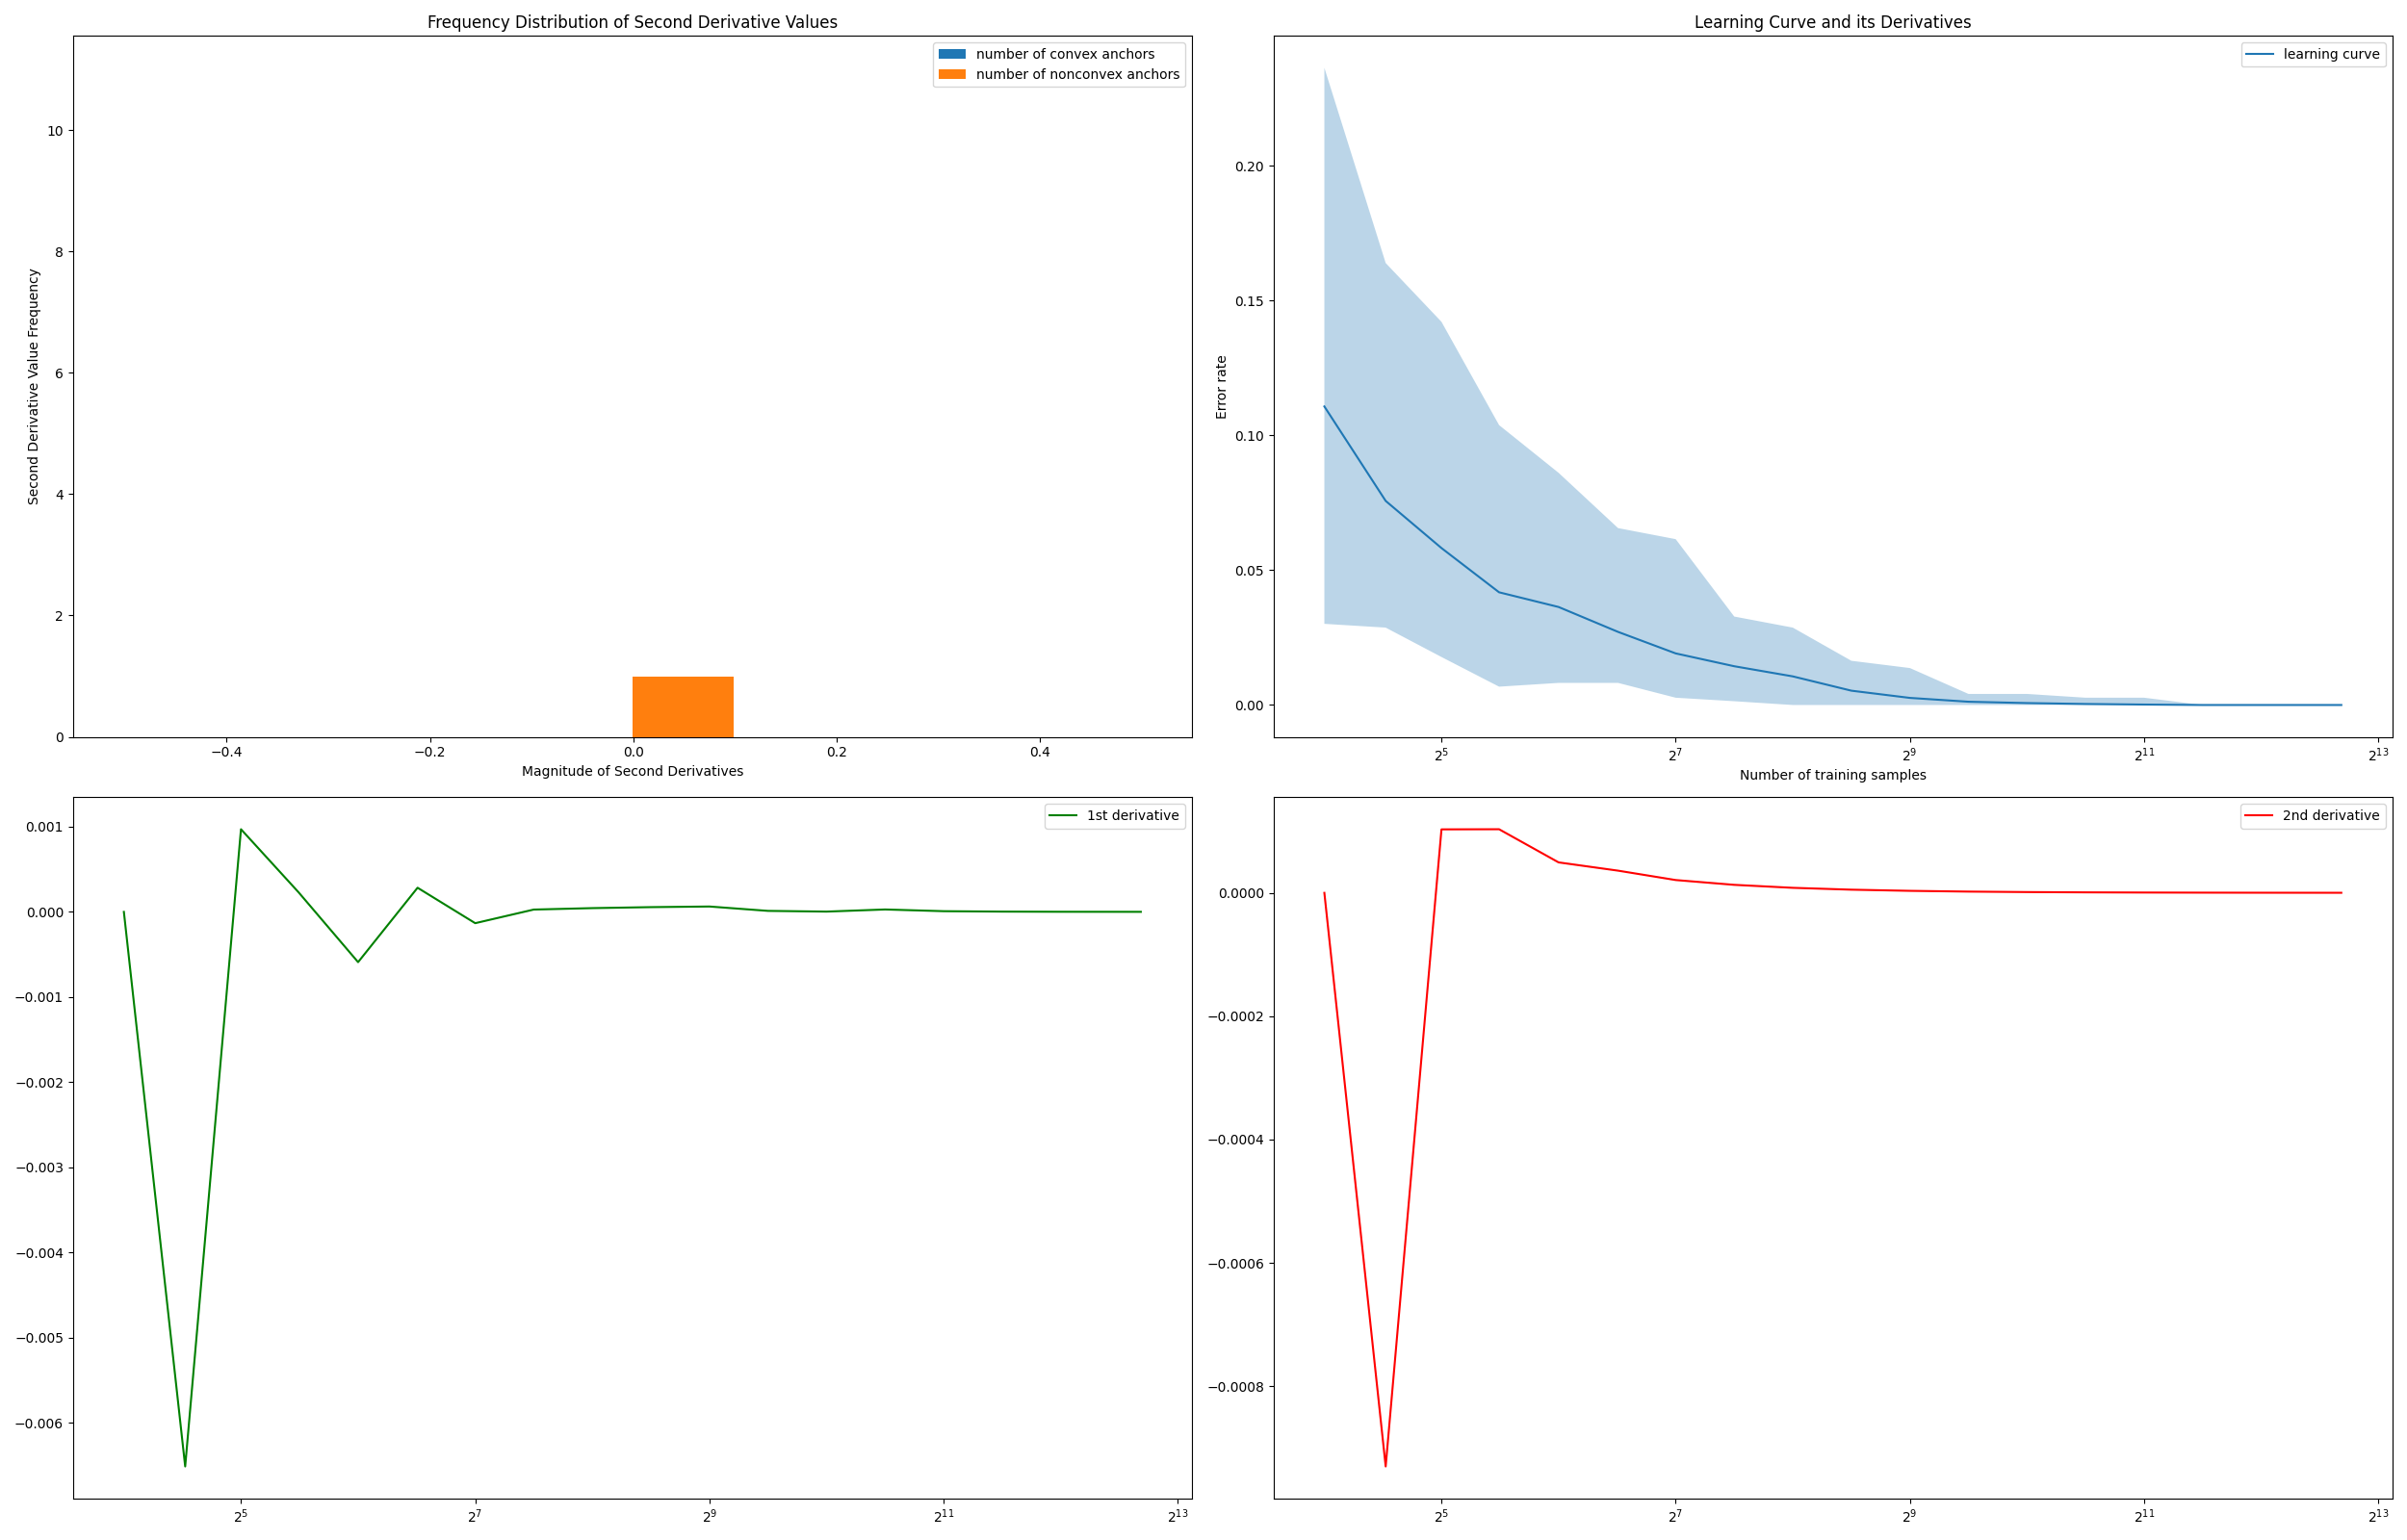 Frequency Distribution of Second Derivative Values
number of convex anchors
number of nonconvex anchors
Second Derivative Value Frequency
10
8
6
4
2
0
−0.4 −0.2 0.0 0.2 0.4
Magnitude of Second Derivatives
Learning Curve and its Derivatives
learning curve
Error rate
0.20
0.15
0.10
0.05
0.00
2^5 2^7 2^9 2^11 2^13
Number of training samples
1st derivative
0.001
0.000
−0.001
−0.002
−0.003
−0.004
−0.005
−0.006
2^5 2^7 2^9 2^11 2^13
2nd derivative
0.0000
−0.0002
−0.0004
−0.0006
−0.0008
2^5 2^7 2^9 2^11 2^13